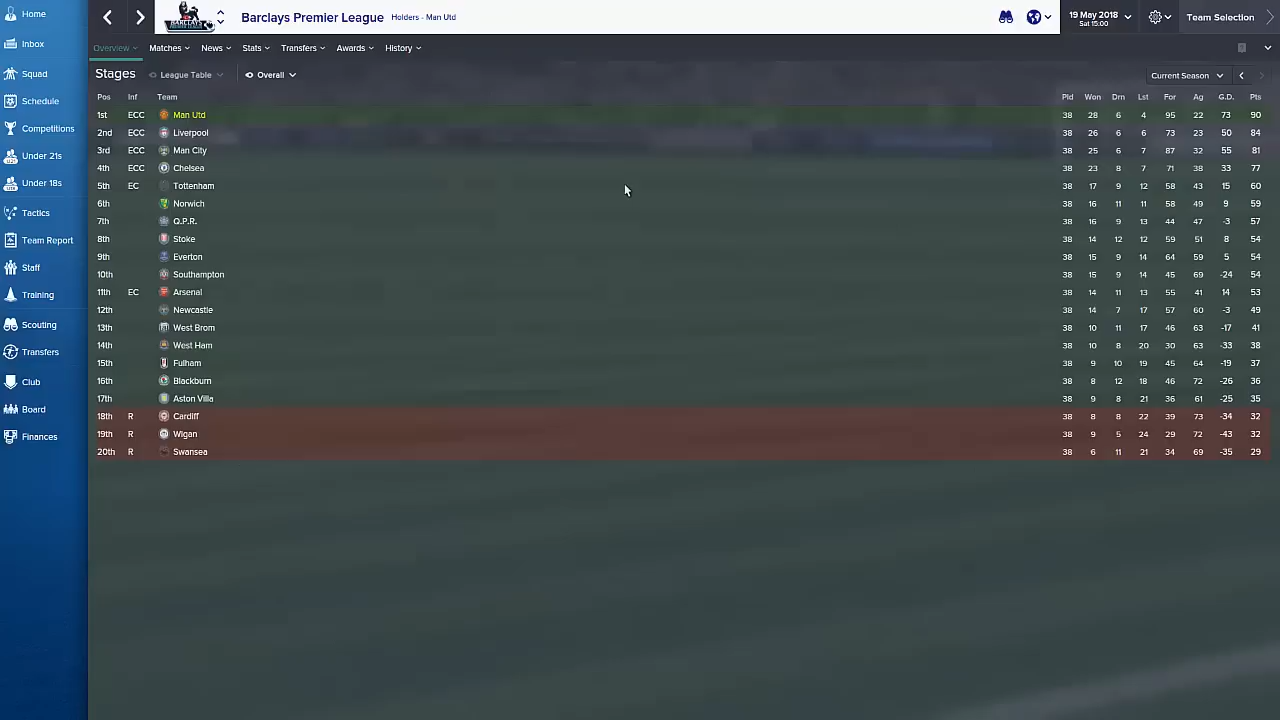 Home
Inbox
Squad
Schedule
Competitions
Under 21s
Under 18s
Tactics
Team Report
Staff
Training
Scouting
Transfers
Club
Board
Finances
Barclays Premier League Holders - Man Utd
19 May 2018
Sat 15:00
Team Selection
Overview Matches News Stats Transfers Awards History
Stages League Table Overall Current Season
Pos Inf Team Pld Won Drn Lst For Ag G.D. Pts
1st ECC Man Utd 38 28 6 4 95 22 73 90
2nd ECC Liverpool 38 26 6 6 73 23 50 84
3rd ECC Man City 38 25 6 7 87 32 55 81
4th ECC Chelsea 38 23 8 7 71 38 33 77
5th EC Tottenham 38 17 9 12 58 43 15 60
6th Norwich 38 16 11 11 58 49 9 59
7th Q.P.R. 38 16 9 13 44 47 -3 57
8th Stoke 38 14 12 12 59 51 8 54
9th Everton 38 15 9 14 64 59 5 54
10th Southampton 38 15 9 14 45 69 -24 54
11th EC Arsenal 38 14 11 13 55 41 14 53
12th Newcastle 38 14 7 17 57 60 -3 49
13th West Brom 38 10 11 17 46 63 -17 41
14th West Ham 38 10 8 20 30 63 -33 38
15th Fulham 38 9 10 19 45 64 -19 37
16th Blackburn 38 8 12 18 46 72 -26 36
17th Aston Villa 38 9 8 21 36 61 -25 35
18th R Cardiff 38 8 8 22 39 73 -34 32
19th R Wigan 38 9 5 24 29 72 -43 32
20th R Swansea 38 6 11 21 34 69 -35 29